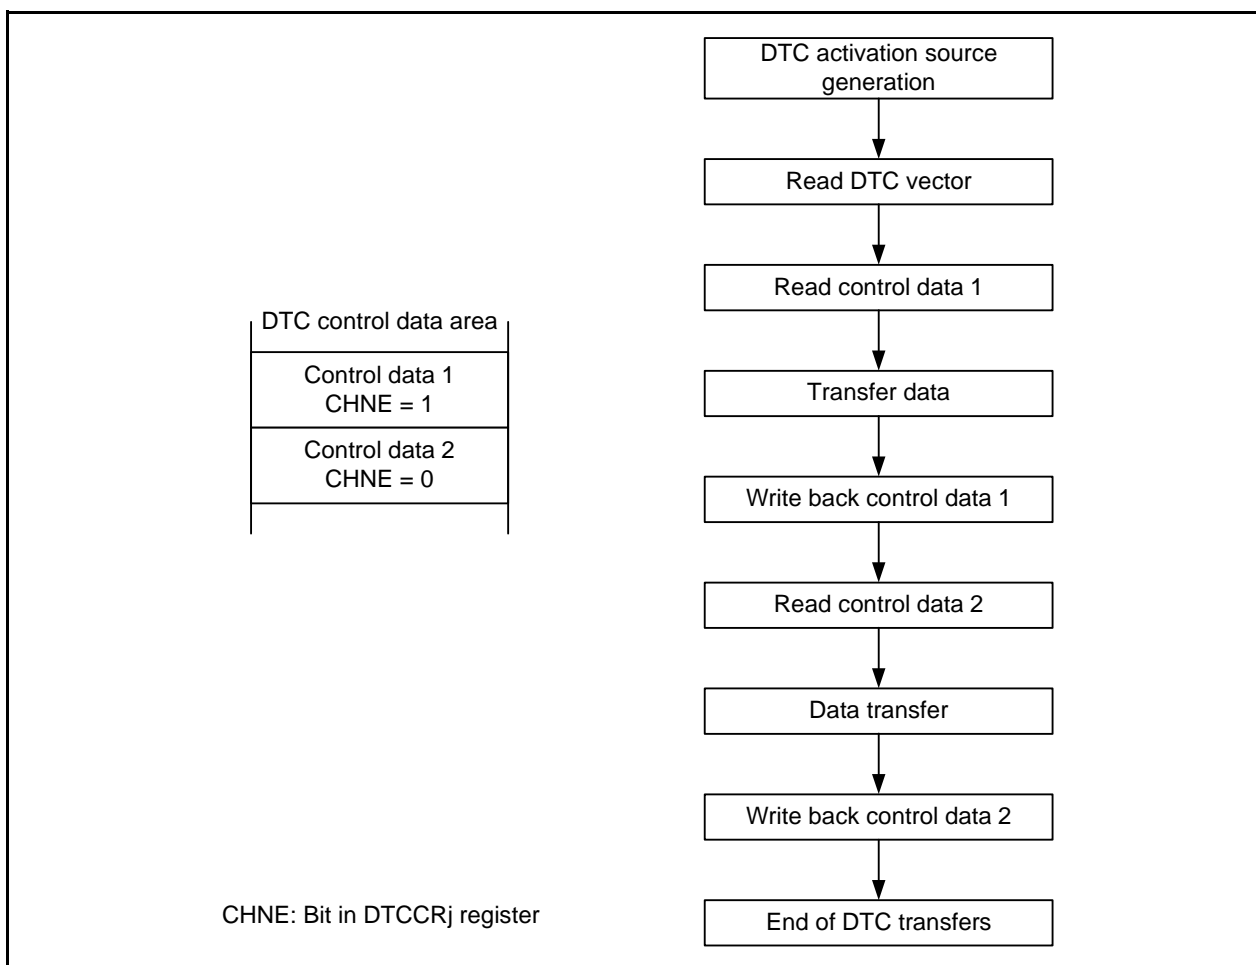 DTC activation source
generation
Read DTC vector
Read control data 1
Transfer data
Write back control data 1
Read control data 2
Data transfer
Write back control data 2
End of DTC transfers
DTC control data area
Control data 1
CHNE = 1
Control data 2
CHNE = 0
CHNE: Bit in DTCCRj register